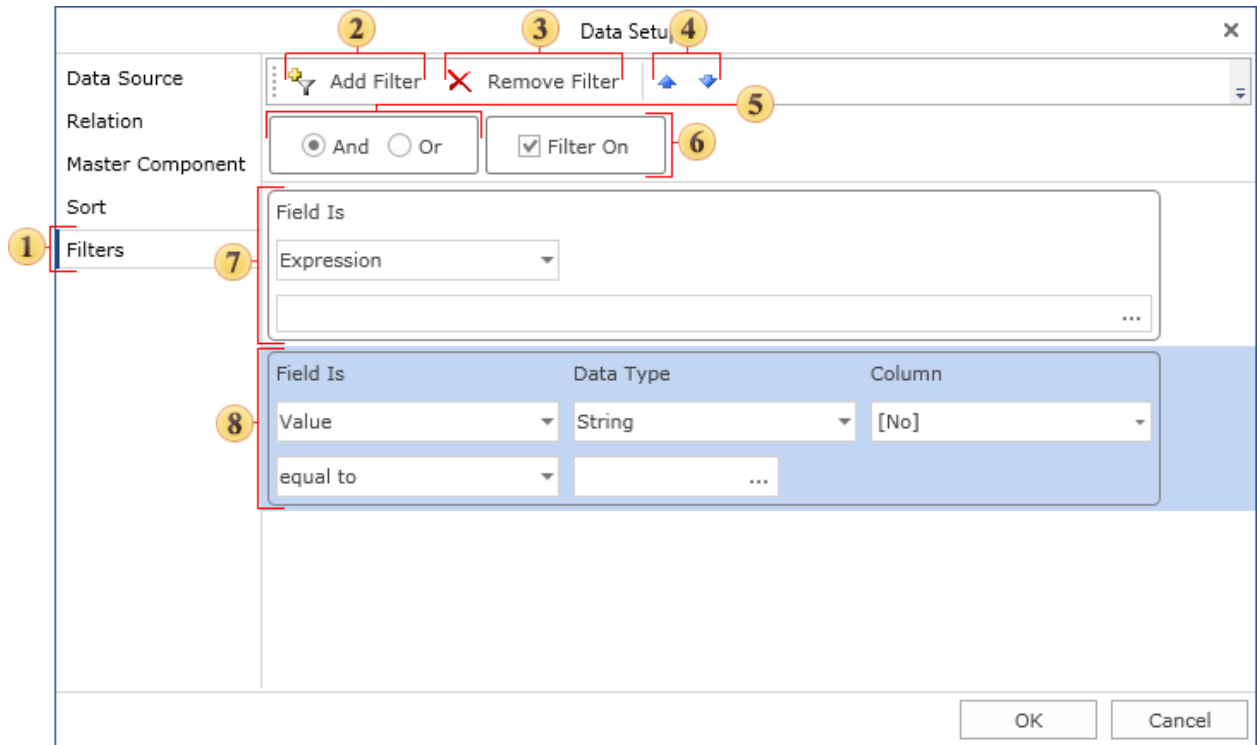 2 3 Data Setu 4
Data Source Add Filter Remove Filter
5
Relation
And Or Filter On 6
Master Component
Sort Field Is
1 Filters
7 Expression
...
Field Is Data Type Column
8 Value String [No]
equal to ...
OK Cancel